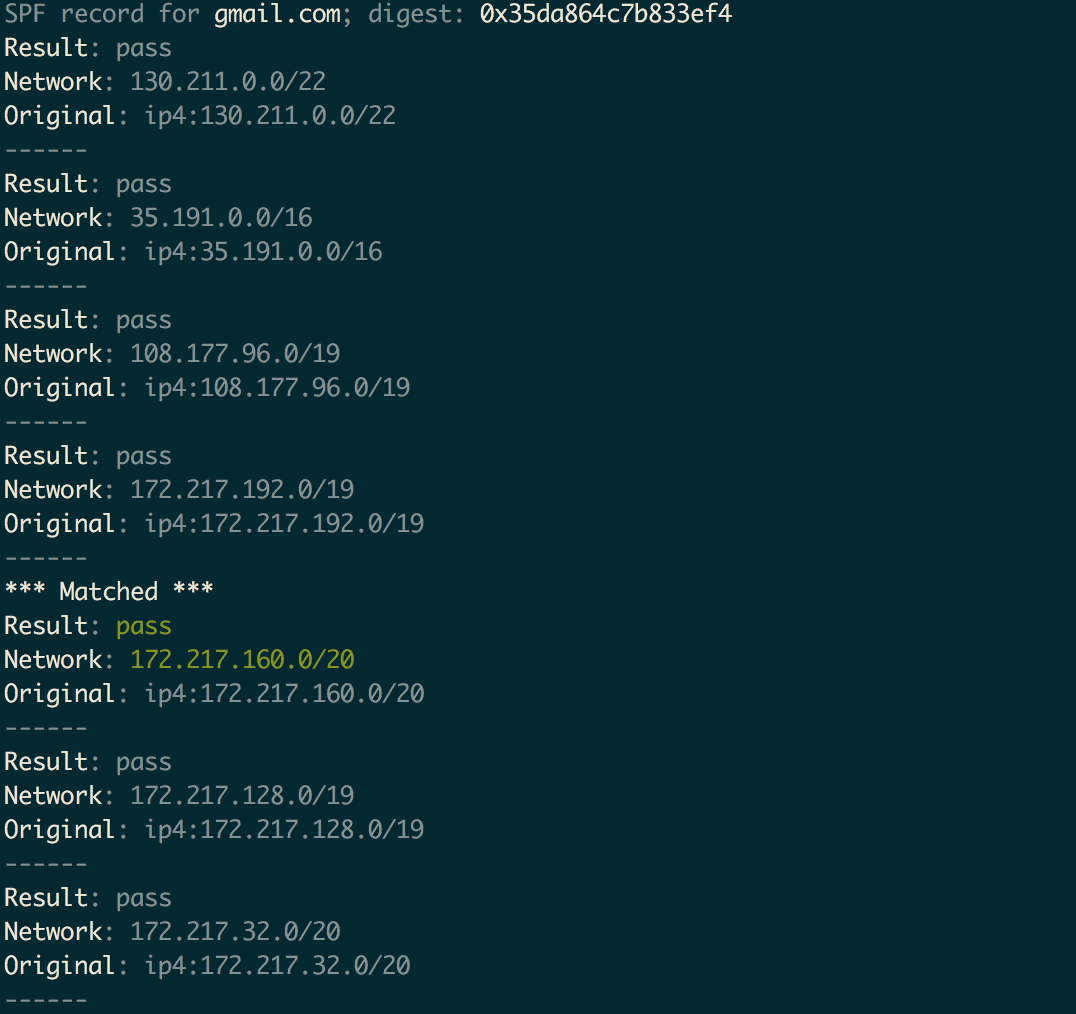 SPF record for gmail.com; digest: 0x35da864c7b833ef4
Result: pass
Network: 130.211.0.0/22
Original: ip4:130.211.0.0/22
------
Result: pass
Network: 35.191.0.0/16
Original: ip4:35.191.0.0/16
------
Result: pass
Network: 108.177.96.0/19
Original: ip4:108.177.96.0/19
------
Result: pass
Network: 172.217.192.0/19
Original: ip4:172.217.192.0/19
------
*** Matched ***
Result: pass
Network: 172.217.160.0/20
Original: ip4:172.217.160.0/20
------
Result: pass
Network: 172.217.128.0/19
Original: ip4:172.217.128.0/19
------
Result: pass
Network: 172.217.32.0/20
Original: ip4:172.217.32.0/20
------